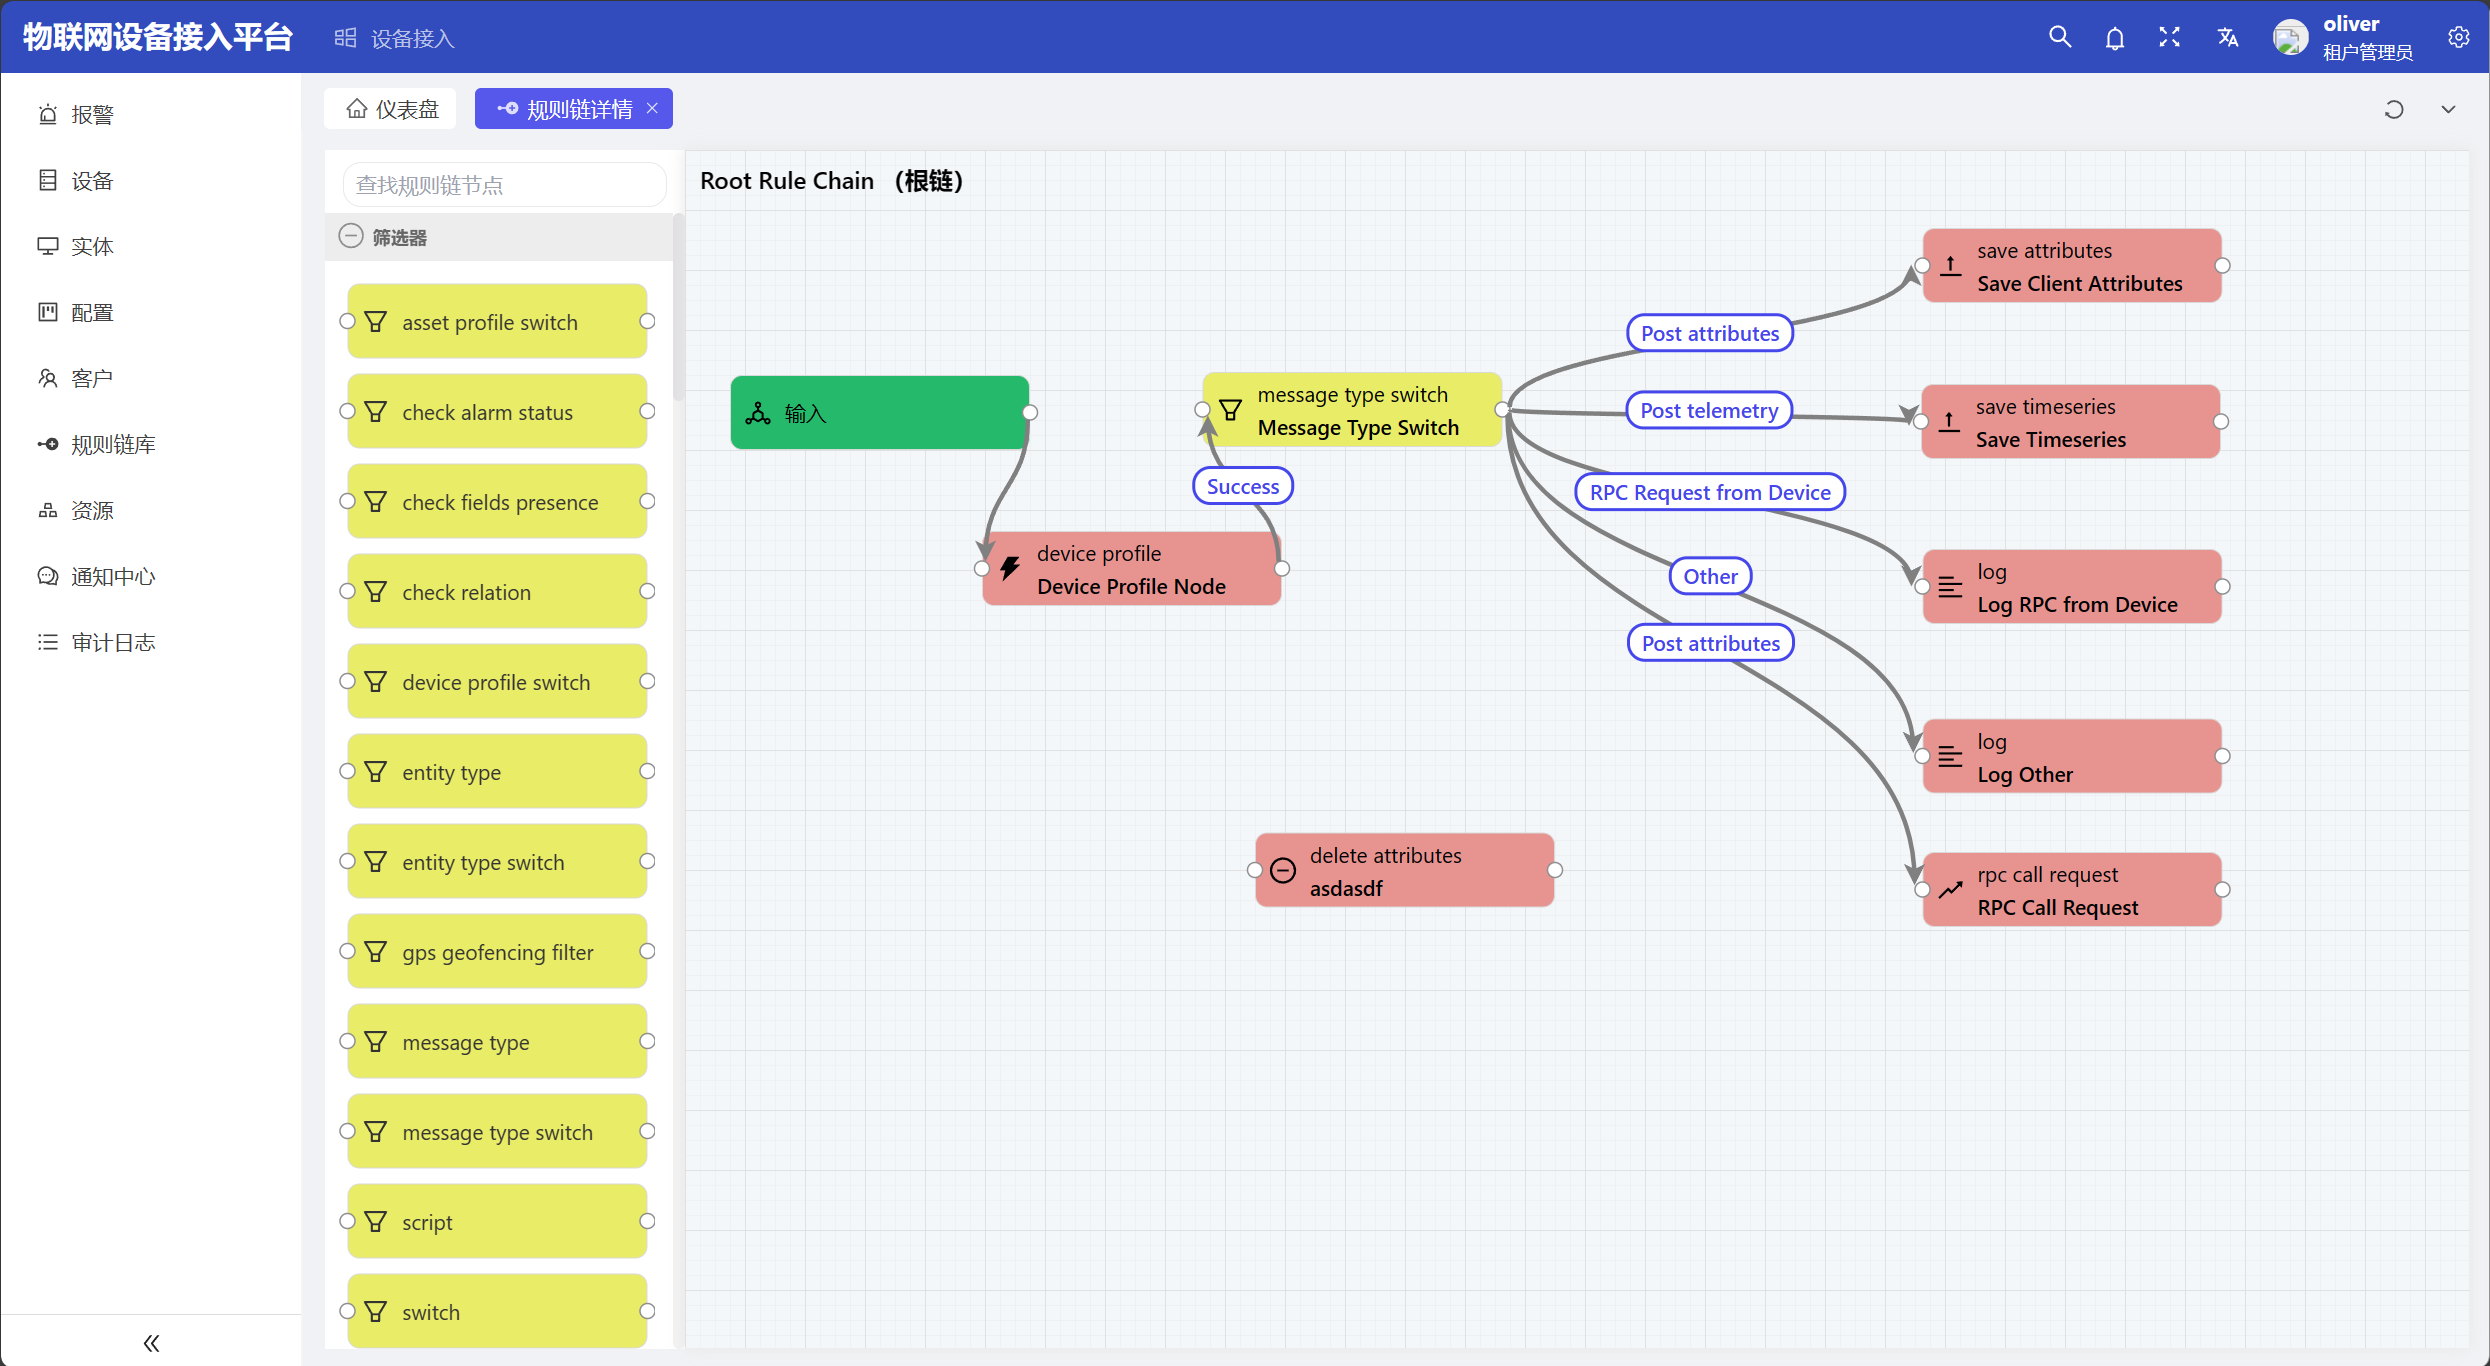 物联网设备接入平台
设备接入
oliver
租户管理员
报警
设备
实体
配置
客户
规则链库
资源
通知中心
审计日志
仪表盘
规则链详情
查找规则链节点
筛选器
asset profile switch
check alarm status
check fields presence
check relation
device profile switch
entity type
entity type switch
gps geofencing filter
message type
message type switch
script
switch
Root Rule Chain （根链）
输入
device profile
Device Profile Node
Success
message type switch
Message Type Switch
Post attributes
Post telemetry
RPC Request from Device
Other
Post attributes
save attributes
Save Client Attributes
save timeseries
Save Timeseries
log
Log RPC from Device
log
Log Other
rpc call request
RPC Call Request
delete attributes
asdasdf